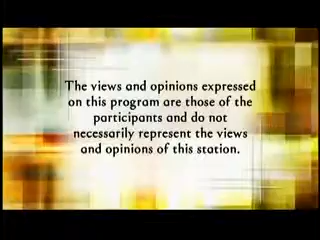 The views and opinions expressed
on this program are those of the
participants and do not
necessarily represent the views
and opinions of this station.